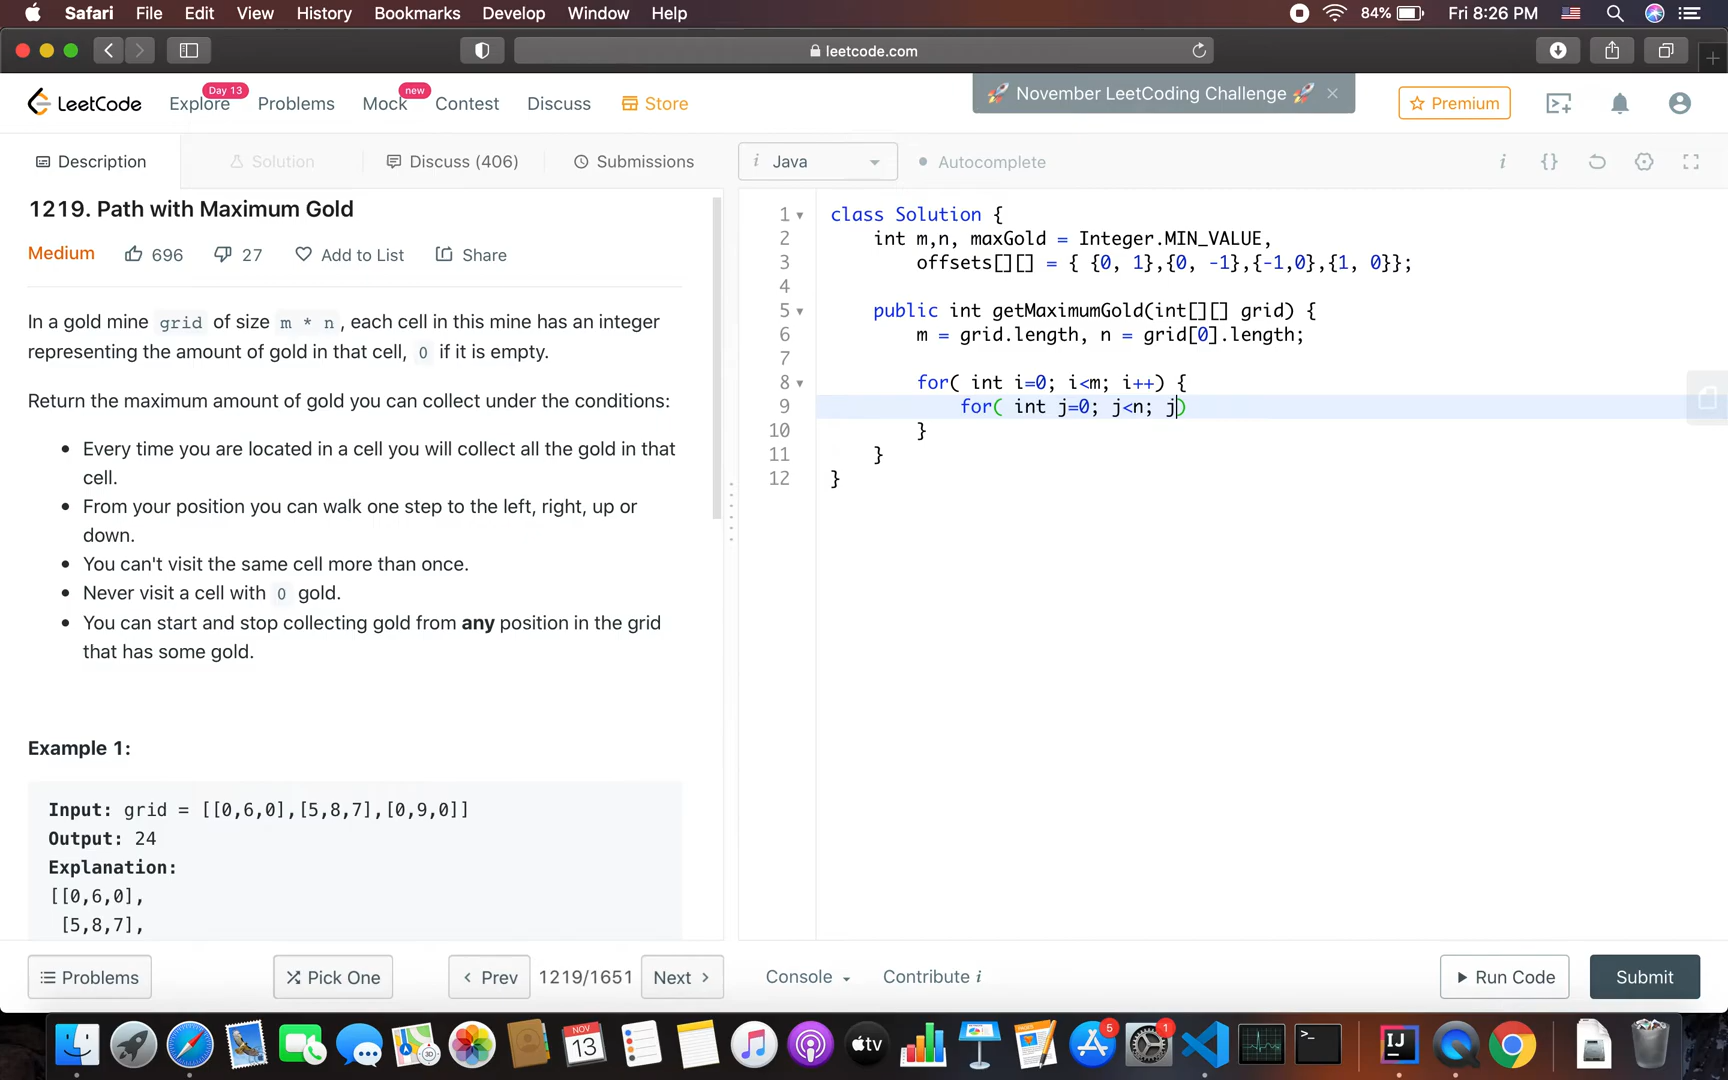 Safari File Edit View History Bookmarks Develop Window Help
84% Fri 8:26 PM
leetcode.com
LeetCode Explore Day 13 Problems Mock new Contest Discuss Store
🚀 November LeetCoding Challenge 🚀 ×
Premium
Description Solution Discuss (406) Submissions
i Java Autocomplete i {}
1219. Path with Maximum Gold
Medium 696 27 Add to List Share
In a gold mine grid of size m * n, each cell in this mine has an integer
representing the amount of gold in that cell, 0 if it is empty.
Return the maximum amount of gold you can collect under the conditions:
• Every time you are located in a cell you will collect all the gold in that
cell.
• From your position you can walk one step to the left, right, up or
down.
• You can't visit the same cell more than once.
• Never visit a cell with 0 gold.
• You can start and stop collecting gold from any position in the grid
that has some gold.
Example 1:
Input: grid = [[0,6,0],[5,8,7],[0,9,0]]
Output: 24
Explanation:
[[0,6,0],
[5,8,7],
1 class Solution {
2 int m,n, maxGold = Integer.MIN_VALUE,
3 offsets[][] = { {0, 1},{0, -1},{-1,0},{1, 0}};
4
5 public int getMaximumGold(int[][] grid) {
6 m = grid.length, n = grid[0].length;
7
8 for( int i=0; i<m; i++) {
9 for( int j=0; j<n; j)
10 }
11 }
12 }
Problems Pick One Prev 1219/1651 Next
Console Contribute i
Run Code Submit
NOV
13
tv
5
1
IJ